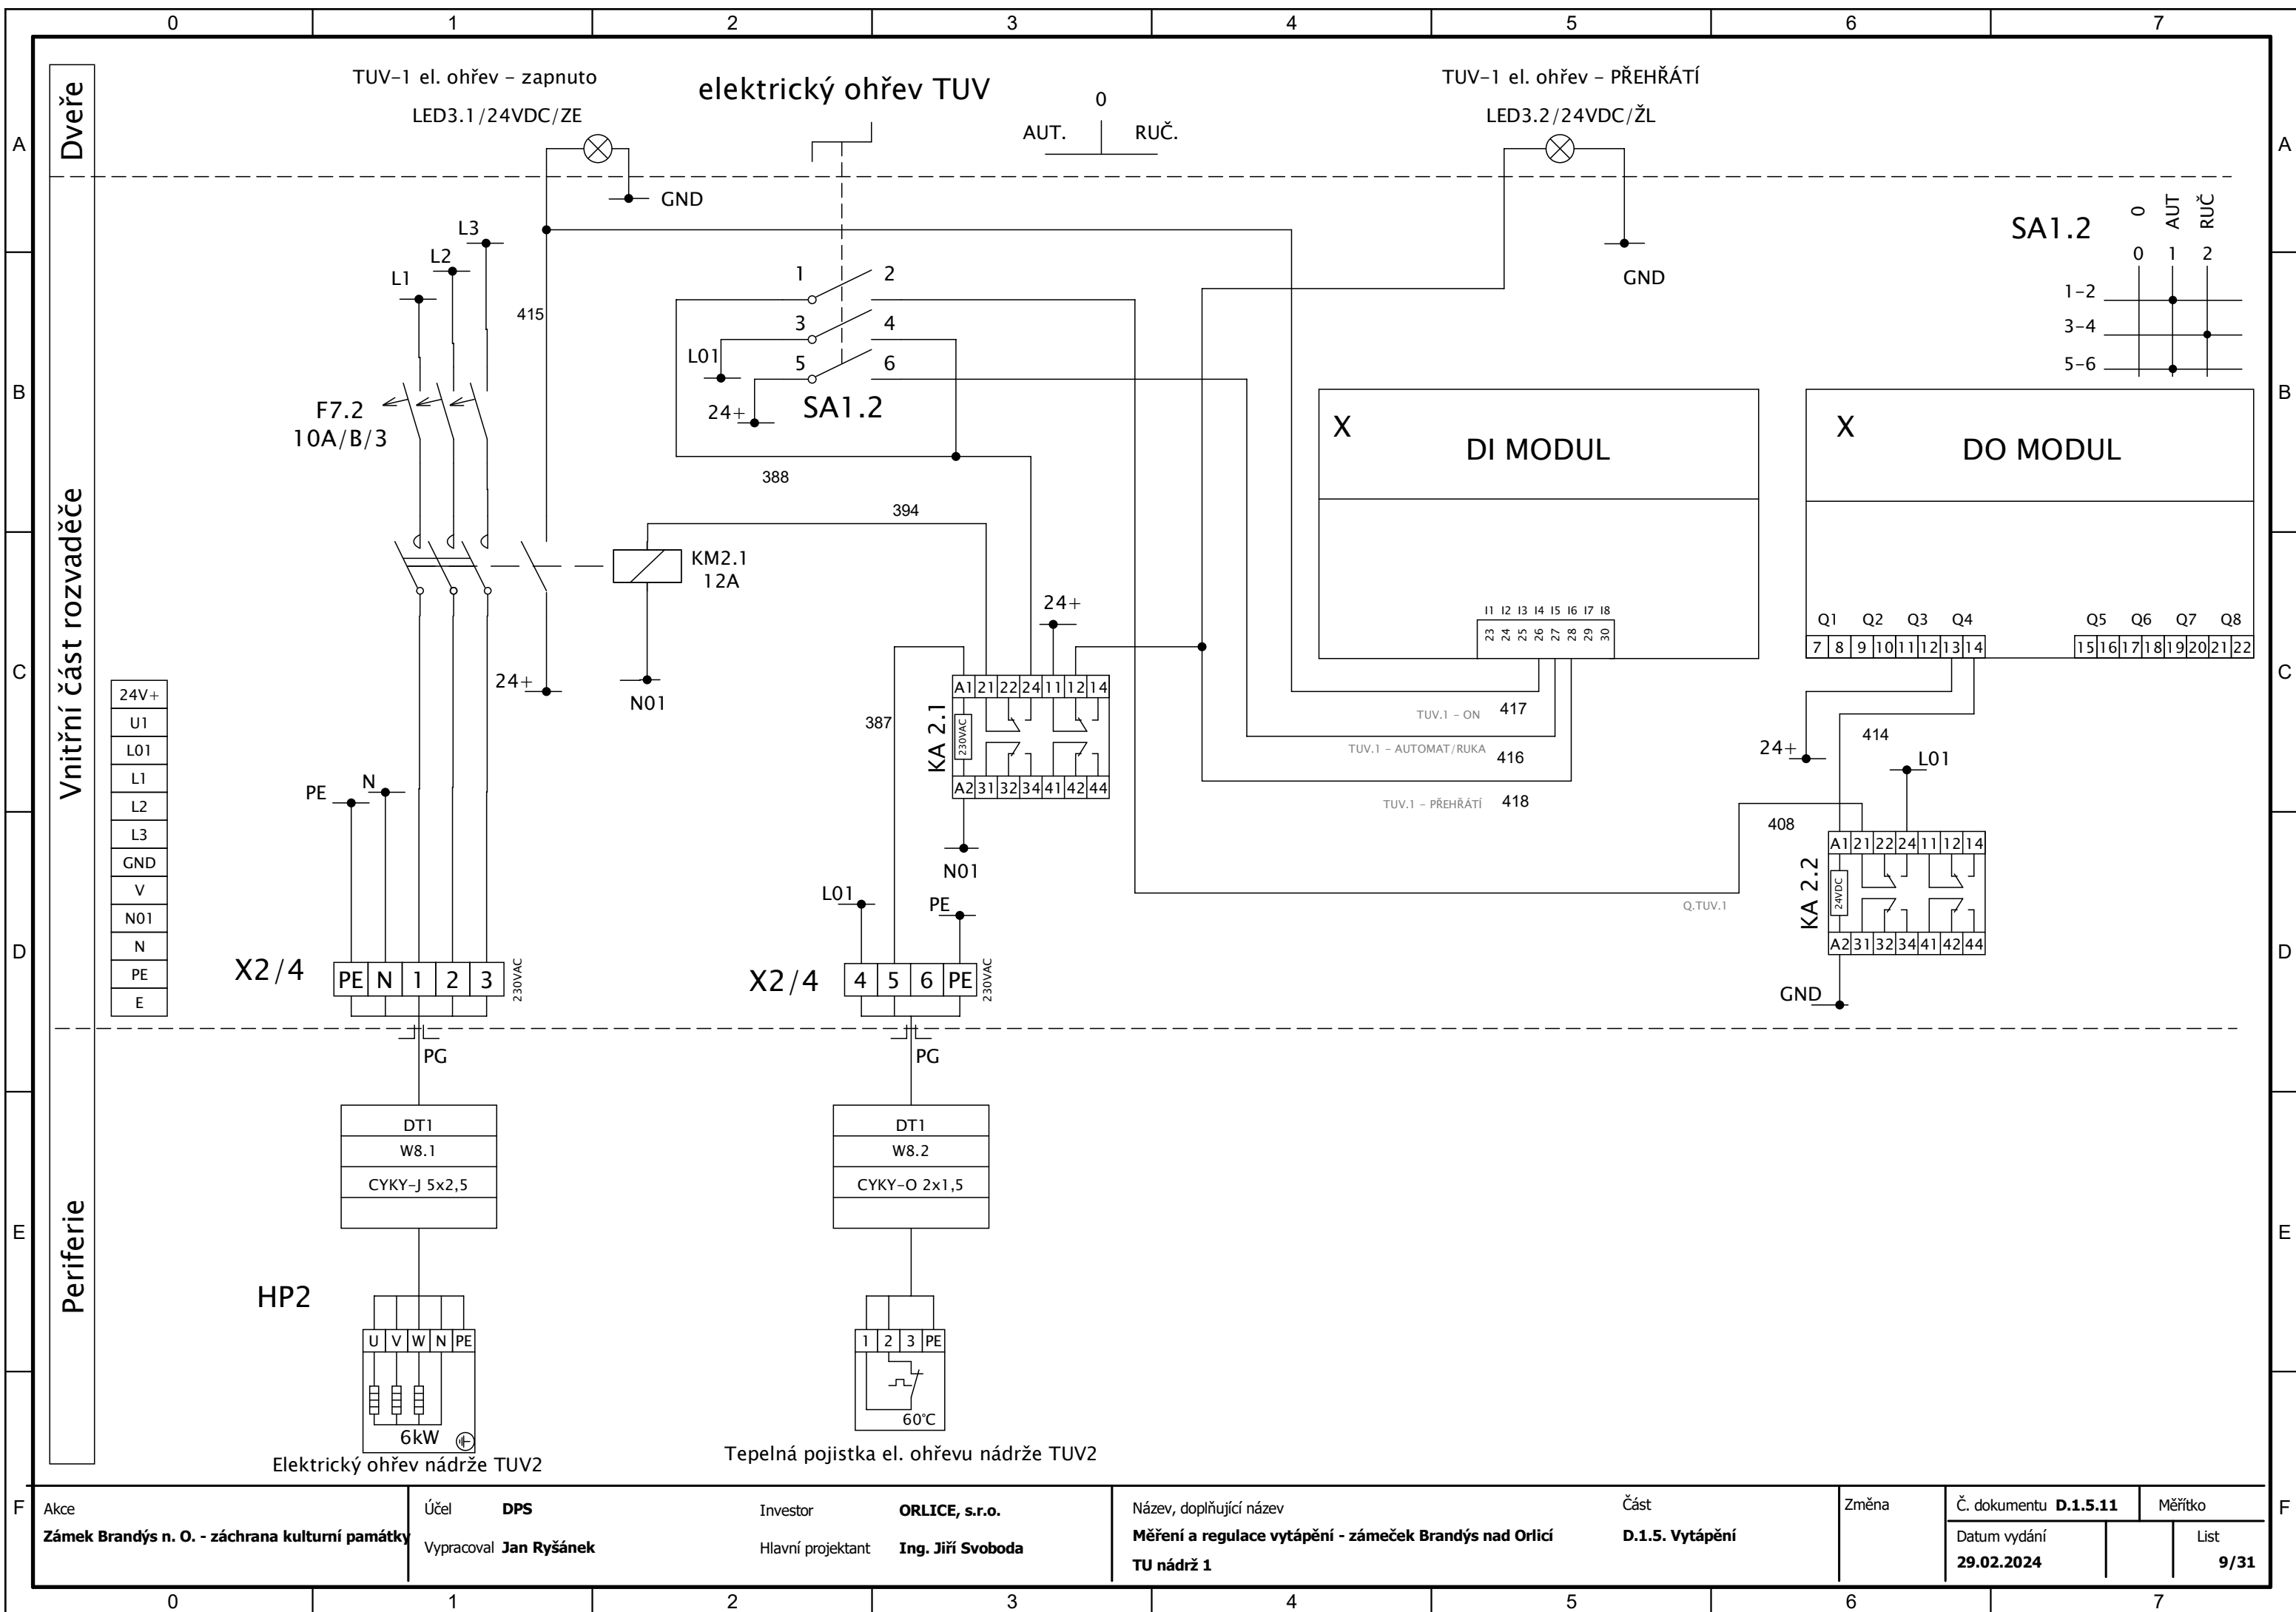 0 1 2 3 4 5 6 7
A
B
C
D
E
F
A
B
C
D
E
F
Dveře
Vnitřní část rozvaděče
Periferie
TUV-1 el. ohřev - zapnuto
LED3.1/24VDC/ZE
GND
elektrický ohřev TUV
0
AUT. RUČ.
TUV-1 el. ohřev - PŘEHŘÁTÍ
LED3.2/24VDC/ŽL
GND
SA1.2
0 AUT RUČ
0 1 2
1-2
3-4
5-6
L3
L2
L1
415
F7.2
10A/B/3
1 2
3 4
5 6
L01
24+
SA1.2
388
394
KM2.1
12A
24+
N01
24+
387
KA 2.1
230VAC
A1 21 22 24 11 12 14
A2 31 32 34 41 42 44
N01
X
DI MODUL
I1 I2 I3 I4 I5 I6 I7 I8
23 24 25 26 27 28 29 30
TUV.1 - ON 417
TUV.1 - AUTOMAT/RUKA 416
TUV.1 - PŘEHŘÁTÍ 418
X
DO MODUL
Q1 Q2 Q3 Q4 Q5 Q6 Q7 Q8
7 8 9 10 11 12 13 14 15 16 17 18 19 20 21 22
24+
414
L01
408
Q.TUV.1
KA 2.2
24VDC
A1 21 22 24 11 12 14
A2 31 32 34 41 42 44
GND
24V+
U1
L01
L1
L2
L3
GND
V
N01
N
PE
E
PE
N
X2/4
PE N 1 2 3
230VAC
PG
L01
PE
X2/4
4 5 6 PE
230VAC
PG
DT1
W8.1
CYKY-J 5x2,5
DT1
W8.2
CYKY-O 2x1,5
HP2
U V W N PE
6kW
Elektrický ohřev nádrže TUV2
1 2 3 PE
60°C
Tepelná pojistka el. ohřevu nádrže TUV2
Akce
Zámek Brandýs n. O. - záchrana kulturní památky
Účel DPS
Vypracoval Jan Ryšánek
Investor ORLICE, s.r.o.
Hlavní projektant Ing. Jiří Svoboda
Název, doplňující název
Měření a regulace vytápění - zámeček Brandýs nad Orlicí
TU nádrž 1
Část
D.1.5. Vytápění
Změna
Č. dokumentu D.1.5.11
Měřítko
Datum vydání
29.02.2024
List
9/31
0 1 2 3 4 5 6 7